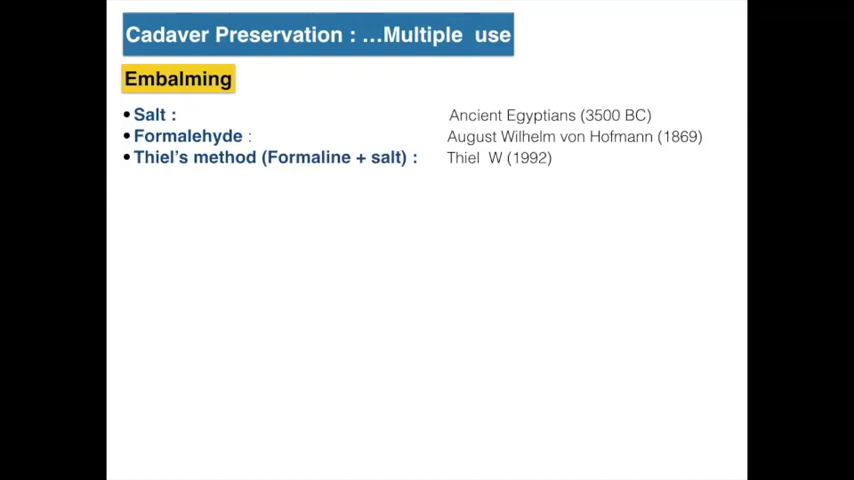 Cadaver Preservation : ...Multiple use
Embalming
• Salt : Ancient Egyptians (3500 BC)
• Formalehyde : August Wilhelm von Hofmann (1869)
• Thiel's method (Formaline + salt) : Thiel W (1992)